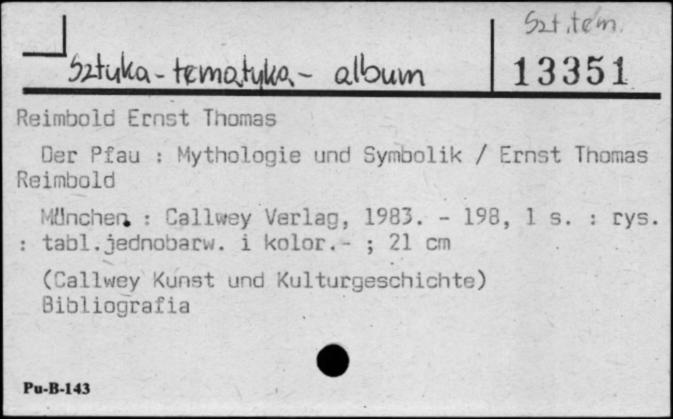 Szt.tem.
Sztuka-tematyka- album
13351
Reimbold Ernst Thomas
Der Pfau : Mythologie und Symbolik / Ernst Thomas
Reimbold
München. : Callwey Verlag, 1983. - 198, 1 s. : rys.
: tabl.jednobarw. i kolor.- ; 21 cm
(Callwey Kunst und Kulturgeschichte)
Bibliografia
Pu-B-143